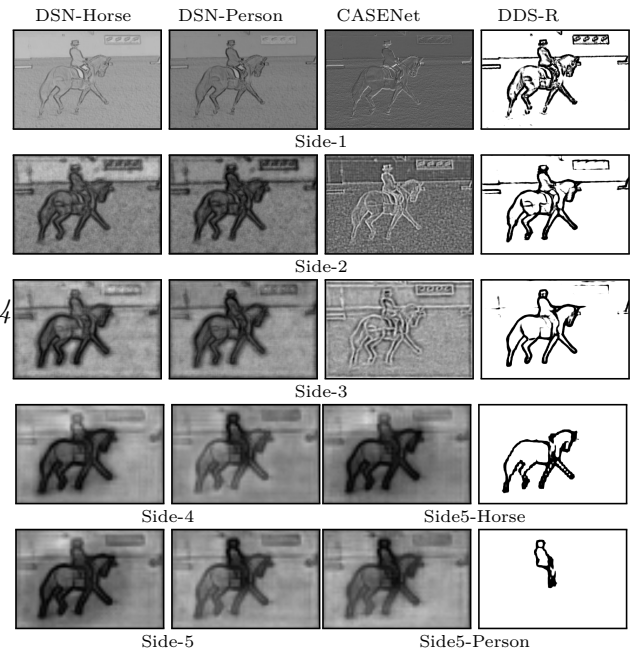 DSN-Horse DSN-Person CASENet DDS-R
Side-1
Side-2
4
Side-3
Side-4 Side5-Horse
Side-5 Side5-Person